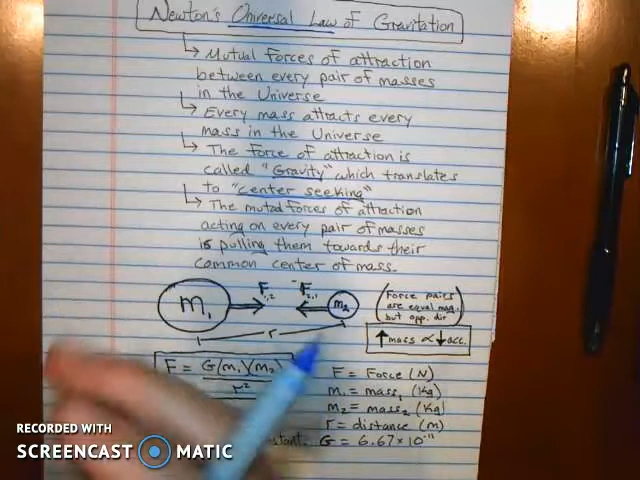 Newton's Universal Law of Gravitation
↳ Mutual forces of attraction
between every pair of masses
in the Universe
↳ Every mass attracts every
mass in the Universe
↳ The force of attraction is
called "Gravity" which translates
to "center seeking"
↳ The mutual forces of attraction
acting on every pair of masses
is pulling them towards their
common center of mass.
m₁ F₁,₂ -F₂,₁ m₂
(Force pairs
are equal mag.
but opp. dir)
r
↑mass ∝ ↓acc.
F = G(m₁)(m₂)
r²
F = Force (N)
m₁ = mass₁ (Kg)
m₂ = mass₂ (Kg)
r = distance (m)
G = 6.67×10⁻¹¹
RECORDED WITH
SCREENCAST MATIC